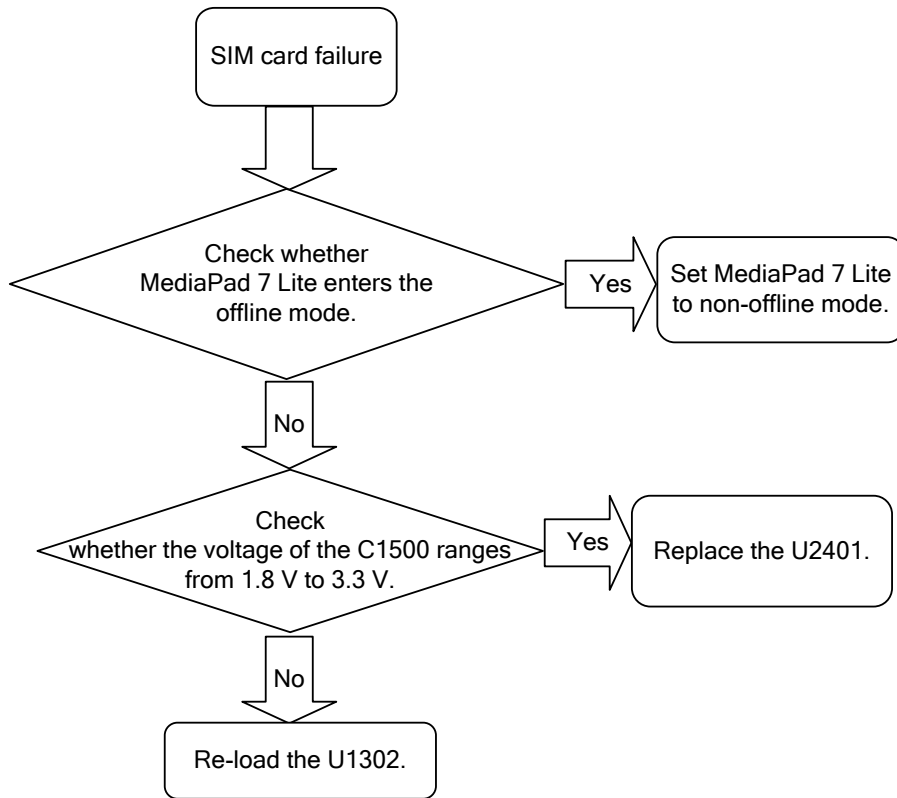 SIM card failure
Check whether
MediaPad 7 Lite enters the
offline mode.
Yes
Set MediaPad 7 Lite
to non-offline mode.
No
Check
whether the voltage of the C1500 ranges
from 1.8 V to 3.3 V.
Yes
Replace the U2401.
No
Re-load the U1302.